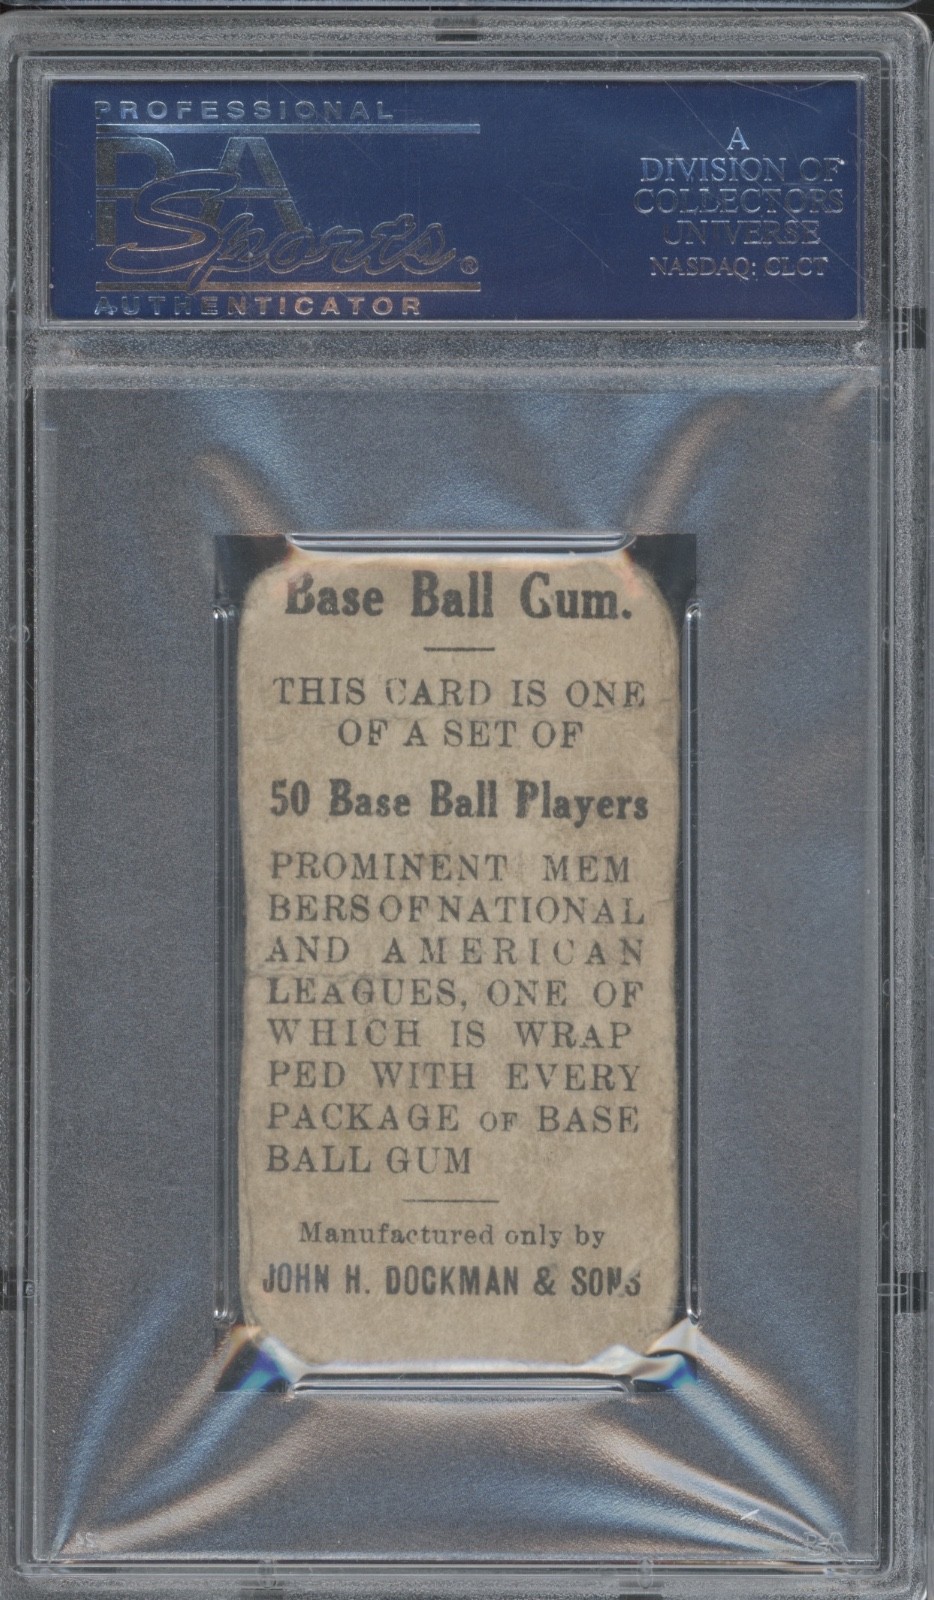 PROFESSIONAL
PSA
Sports®
AUTHENTICATOR
A
DIVISION OF
COLLECTORS
UNIVERSE
NASDAQ: CLCT
Base Ball Gum.
THIS CARD IS ONE
OF A SET OF
50 Base Ball Players
PROMINENT MEM
BERS OF NATIONAL
AND AMERICAN
LEAGUES, ONE OF
WHICH IS WRAP
PED WITH EVERY
PACKAGE OF BASE
BALL GUM
Manufactured only by
JOHN H. DOCKMAN & SONS